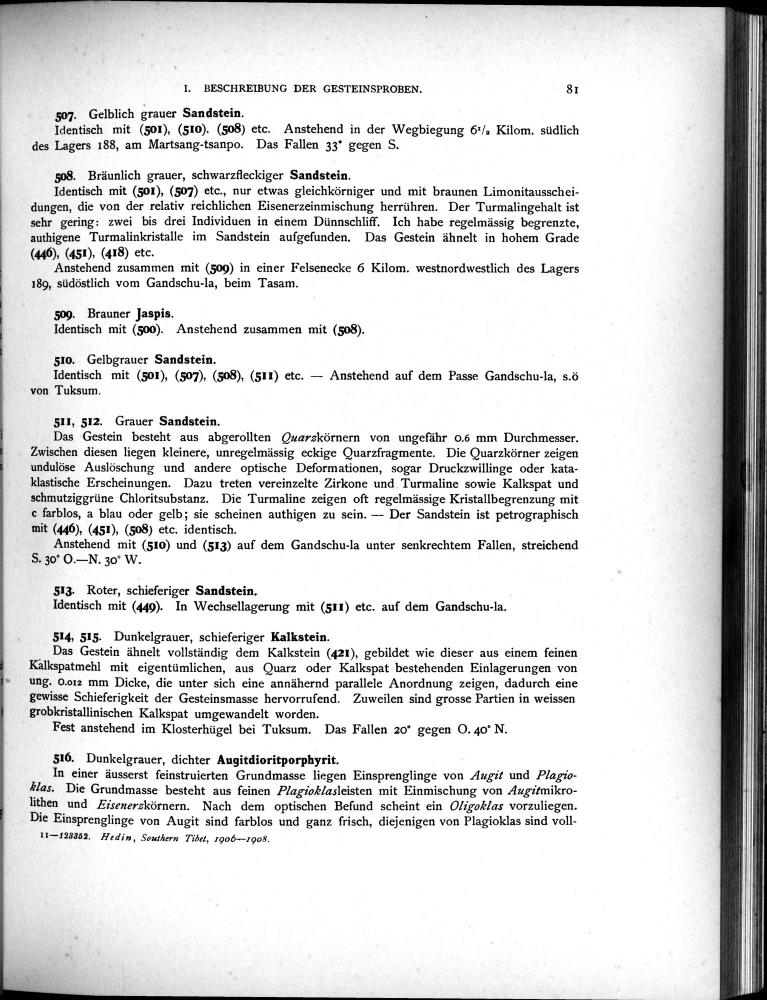 I. BESCHREIBUNG DER GESTEINSPROBEN. 81
507. Gelblich grauer Sandstein.
Identisch mit (501), (510). (508) etc. Anstehend in der Wegbiegung 6¹/₂ Kilom. südlich
des Lagers 188, am Martsang-tsanpo. Das Fallen 33° gegen S.
508. Bräunlich grauer, schwarzfleckiger Sandstein.
Identisch mit (501), (507) etc., nur etwas gleichkörniger und mit braunen Limonitausschei-
dungen, die von der relativ reichlichen Eisenerzeinmischung herrühren. Der Turmalingehalt ist
sehr gering: zwei bis drei Individuen in einem Dünnschliff. Ich habe regelmässig begrenzte,
authigene Turmalinkristalle im Sandstein aufgefunden. Das Gestein ähnelt in hohem Grade
(446), (451), (418) etc.
Anstehend zusammen mit (509) in einer Felsenecke 6 Kilom. westnordwestlich des Lagers
189, südöstlich vom Gandschu-la, beim Tasam.
509. Brauner Jaspis.
Identisch mit (500). Anstehend zusammen mit (508).
510. Gelbgrauer Sandstein.
Identisch mit (501), (507), (508), (511) etc. — Anstehend auf dem Passe Gandschu-la, s.ö
von Tuksum.
511, 512. Grauer Sandstein.
Das Gestein besteht aus abgerollten Quarzkörnern von ungefähr 0.6 mm Durchmesser.
Zwischen diesen liegen kleinere, unregelmässig eckige Quarzfragmente. Die Quarzkörner zeigen
undulöse Auslöschung und andere optische Deformationen, sogar Druckzwillinge oder kata-
klastische Erscheinungen. Dazu treten vereinzelte Zirkone und Turmaline sowie Kalkspat und
schmutziggrüne Chloritsubstanz. Die Turmaline zeigen oft regelmässige Kristallbegrenzung mit
c farblos, a blau oder gelb; sie scheinen authigen zu sein. — Der Sandstein ist petrographisch
mit (446), (451), (508) etc. identisch.
Anstehend mit (510) und (513) auf dem Gandschu-la unter senkrechtem Fallen, streichend
S. 30° O.—N. 30° W.
513. Roter, schieferiger Sandstein.
Identisch mit (449). In Wechsellagerung mit (511) etc. auf dem Gandschu-la.
514, 515. Dunkelgrauer, schieferiger Kalkstein.
Das Gestein ähnelt vollständig dem Kalkstein (421), gebildet wie dieser aus einem feinen
Kalkspatmehl mit eigentümlichen, aus Quarz oder Kalkspat bestehenden Einlagerungen von
ung. 0.012 mm Dicke, die unter sich eine annähernd parallele Anordnung zeigen, dadurch eine
gewisse Schieferigkeit der Gesteinsmasse hervorrufend. Zuweilen sind grosse Partien in weissen
grobkristallinischen Kalkspat umgewandelt worden.
Fest anstehend im Klosterhügel bei Tuksum. Das Fallen 20° gegen O. 40° N.
516. Dunkelgrauer, dichter Augitdioritporphyrit.
In einer äusserst feinstruierten Grundmasse liegen Einsprenglinge von Augit und Plagio-
klas. Die Grundmasse besteht aus feinen Plagioklasleisten mit Einmischung von Augitmikro-
lithen und Eisenerzkörnern. Nach dem optischen Befund scheint ein Oligoklas vorzuliegen.
Die Einsprenglinge von Augit sind farblos und ganz frisch, diejenigen von Plagioklas sind voll-
11—123352. Hedin, Southern Tibet, 1906—1908.